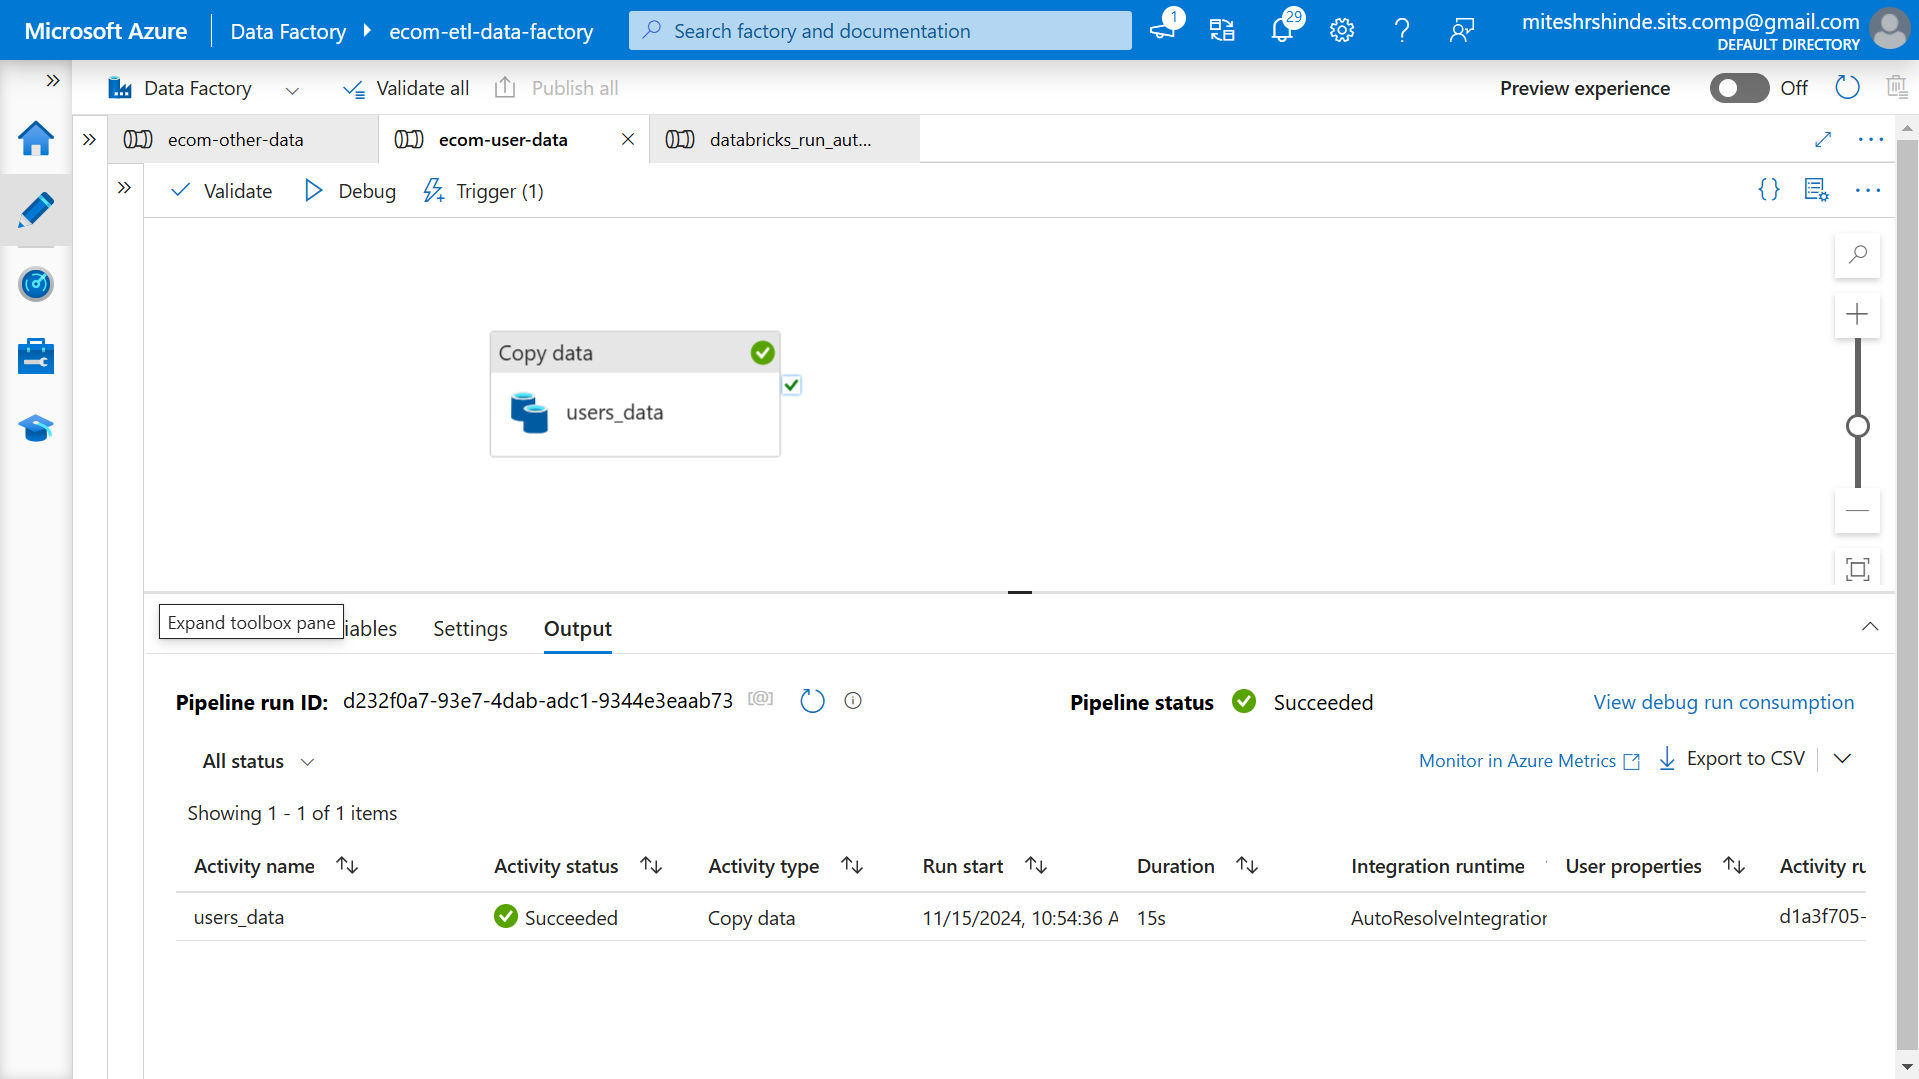 Microsoft Azure
Data Factory
ecom-etl-data-factory
Search factory and documentation
1
29
miteshrshinde.sits.comp@gmail.com
DEFAULT DIRECTORY
Data Factory
Validate all
Publish all
Preview experience
Off
ecom-other-data
ecom-user-data
databricks_run_aut...
Validate
Debug
Trigger (1)
{}
Copy data
users_data
Expand toolbox pane
iables
Settings
Output
Pipeline run ID: d232f0a7-93e7-4dab-adc1-9344e3eaab73 [@]
Pipeline status
Succeeded
View debug run consumption
All status
Monitor in Azure Metrics
Export to CSV
Showing 1 - 1 of 1 items
Activity name
Activity status
Activity type
Run start
Duration
Integration runtime
User properties
Activity ru
users_data
Succeeded
Copy data
11/15/2024, 10:54:36 A
15s
AutoResolveIntegration
d1a3f705-